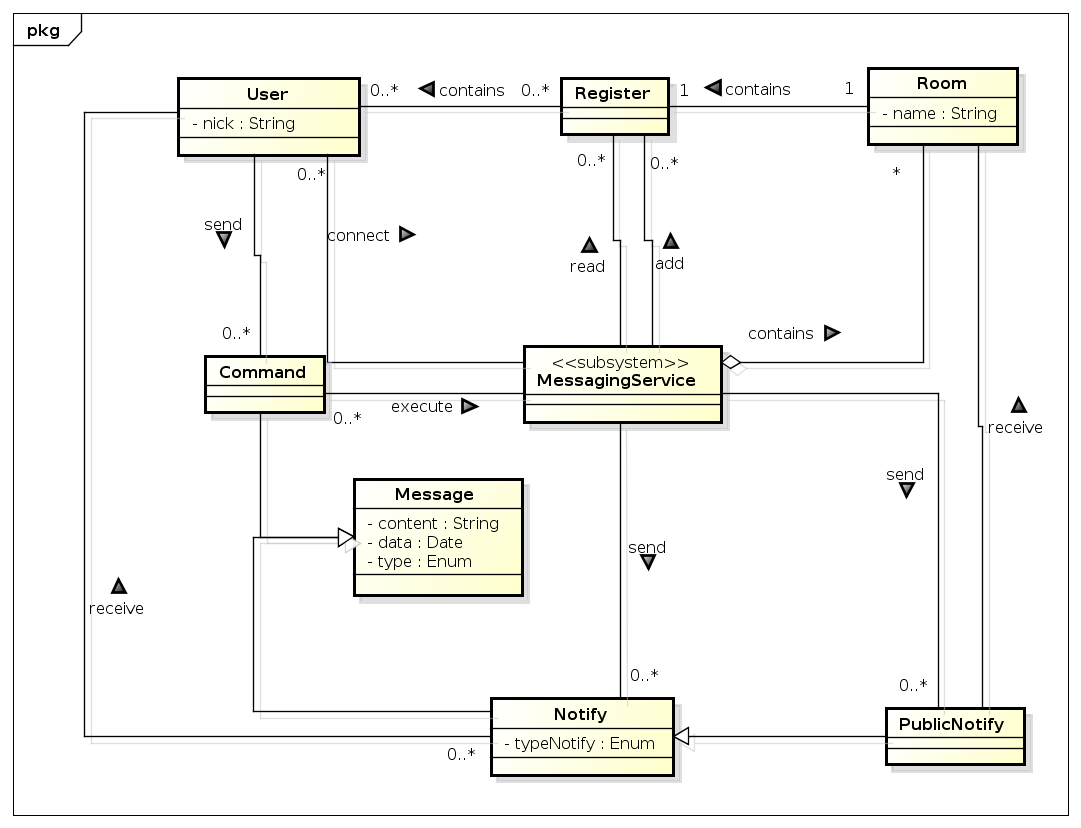 pkg
User
- nick : String
0..*
contains
0..*
Register
1
contains
1
Room
- name : String
0..*
0..*
0..*
*
send
connect
read
add
0..*
contains
Command
<<subsystem>>
MessagingService
execute
0..*
receive
send
Message
- content : String
- data : Date
- type : Enum
send
receive
0..*
0..*
Notify
- typeNotify : Enum
0..*
PublicNotify